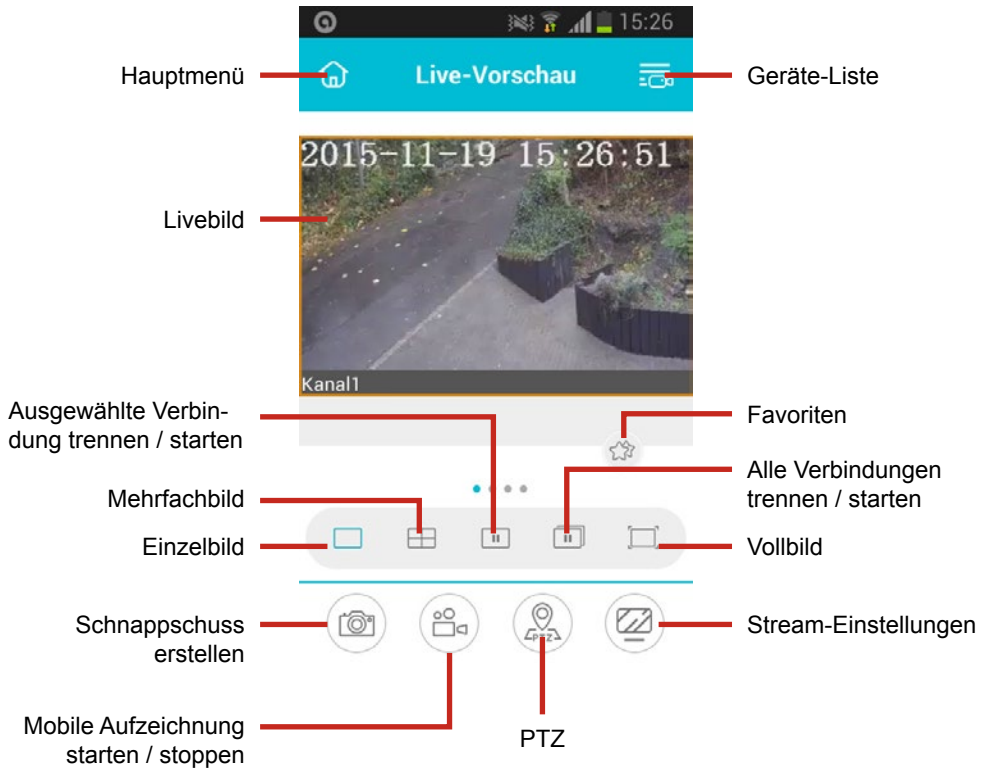 15:26
Hauptmenü
Live-Vorschau
Geräte-Liste
2015-11-19 15:26:51
Livebild
Kanal1
Ausgewählte Verbin-
dung trennen / starten
Favoriten
Alle Verbindungen
trennen / starten
Mehrfachbild
Einzelbild
Vollbild
Schnappschuss
erstellen
PTZ
Stream-Einstellungen
Mobile Aufzeichnung
starten / stoppen
PTZ